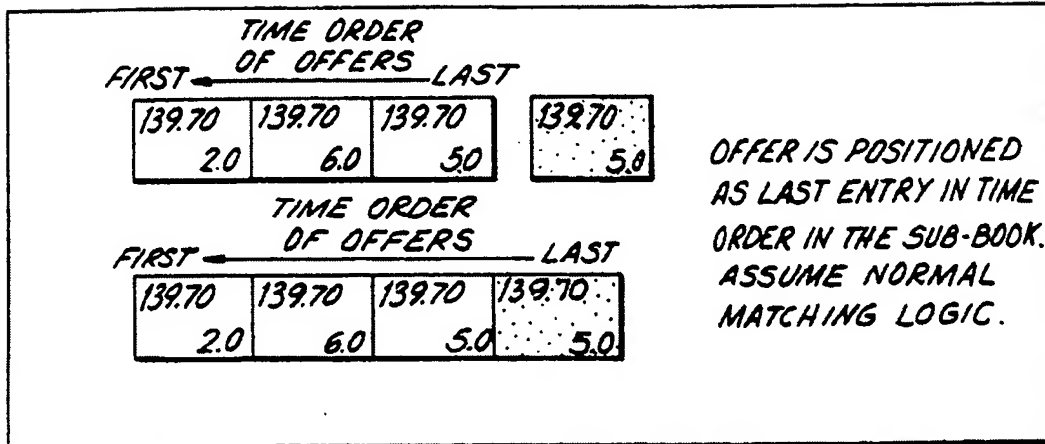 TIME ORDER
OF OFFERS
FIRST LAST
139.70 139.70 139.70 139.70
2.0 6.0 5.0 5.0
TIME ORDER
OF OFFERS
FIRST LAST
139.70 139.70 139.70 139.70
2.0 6.0 5.0 5.0
OFFER IS POSITIONED
AS LAST ENTRY IN TIME
ORDER IN THE SUB-BOOK.
ASSUME NORMAL
MATCHING LOGIC.